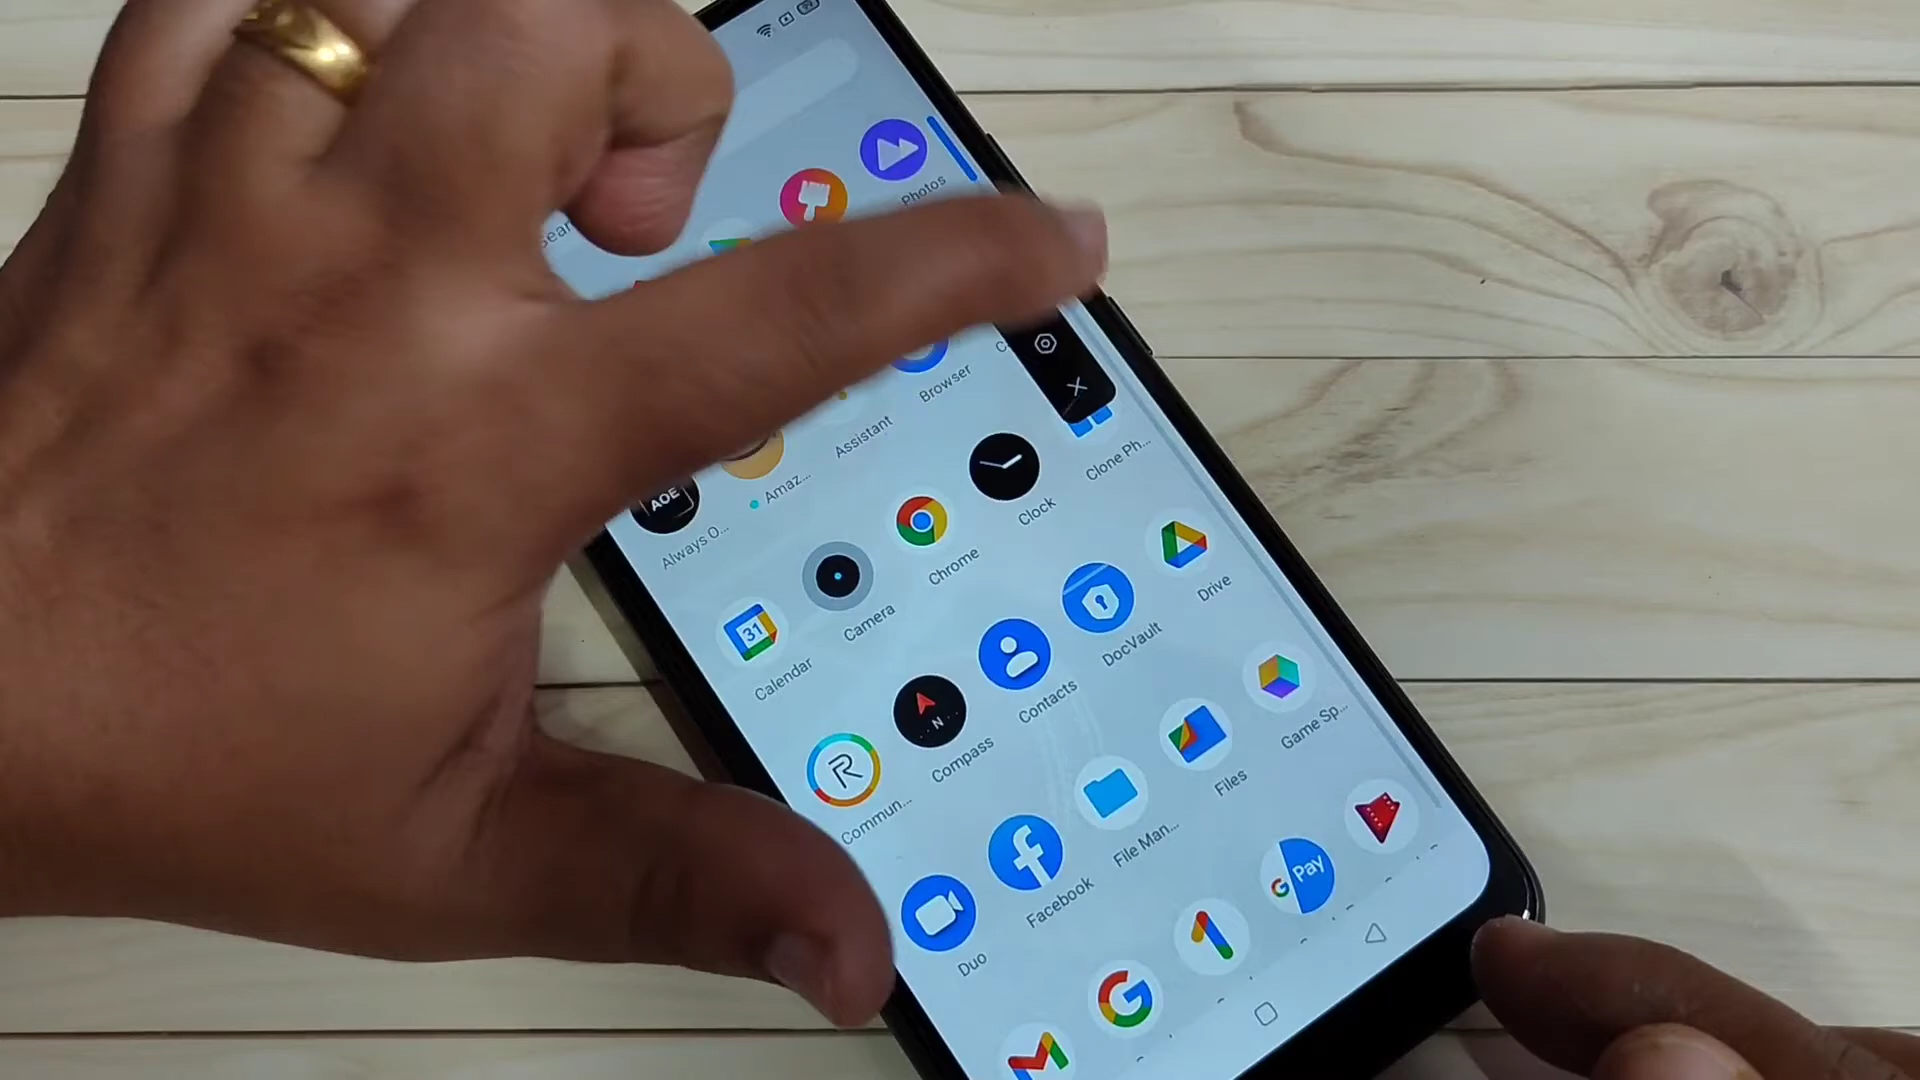 Sear
Photos
Browser
Assistant
Amaz...
AOE
Always O...
Clone Ph...
Clock
Chrome
Camera
31
Calendar
Drive
DocVault
Contacts
N
Compass
R
Commun...
Game Sp...
Files
File Man...
f
Facebook
Duo
G Pay
G